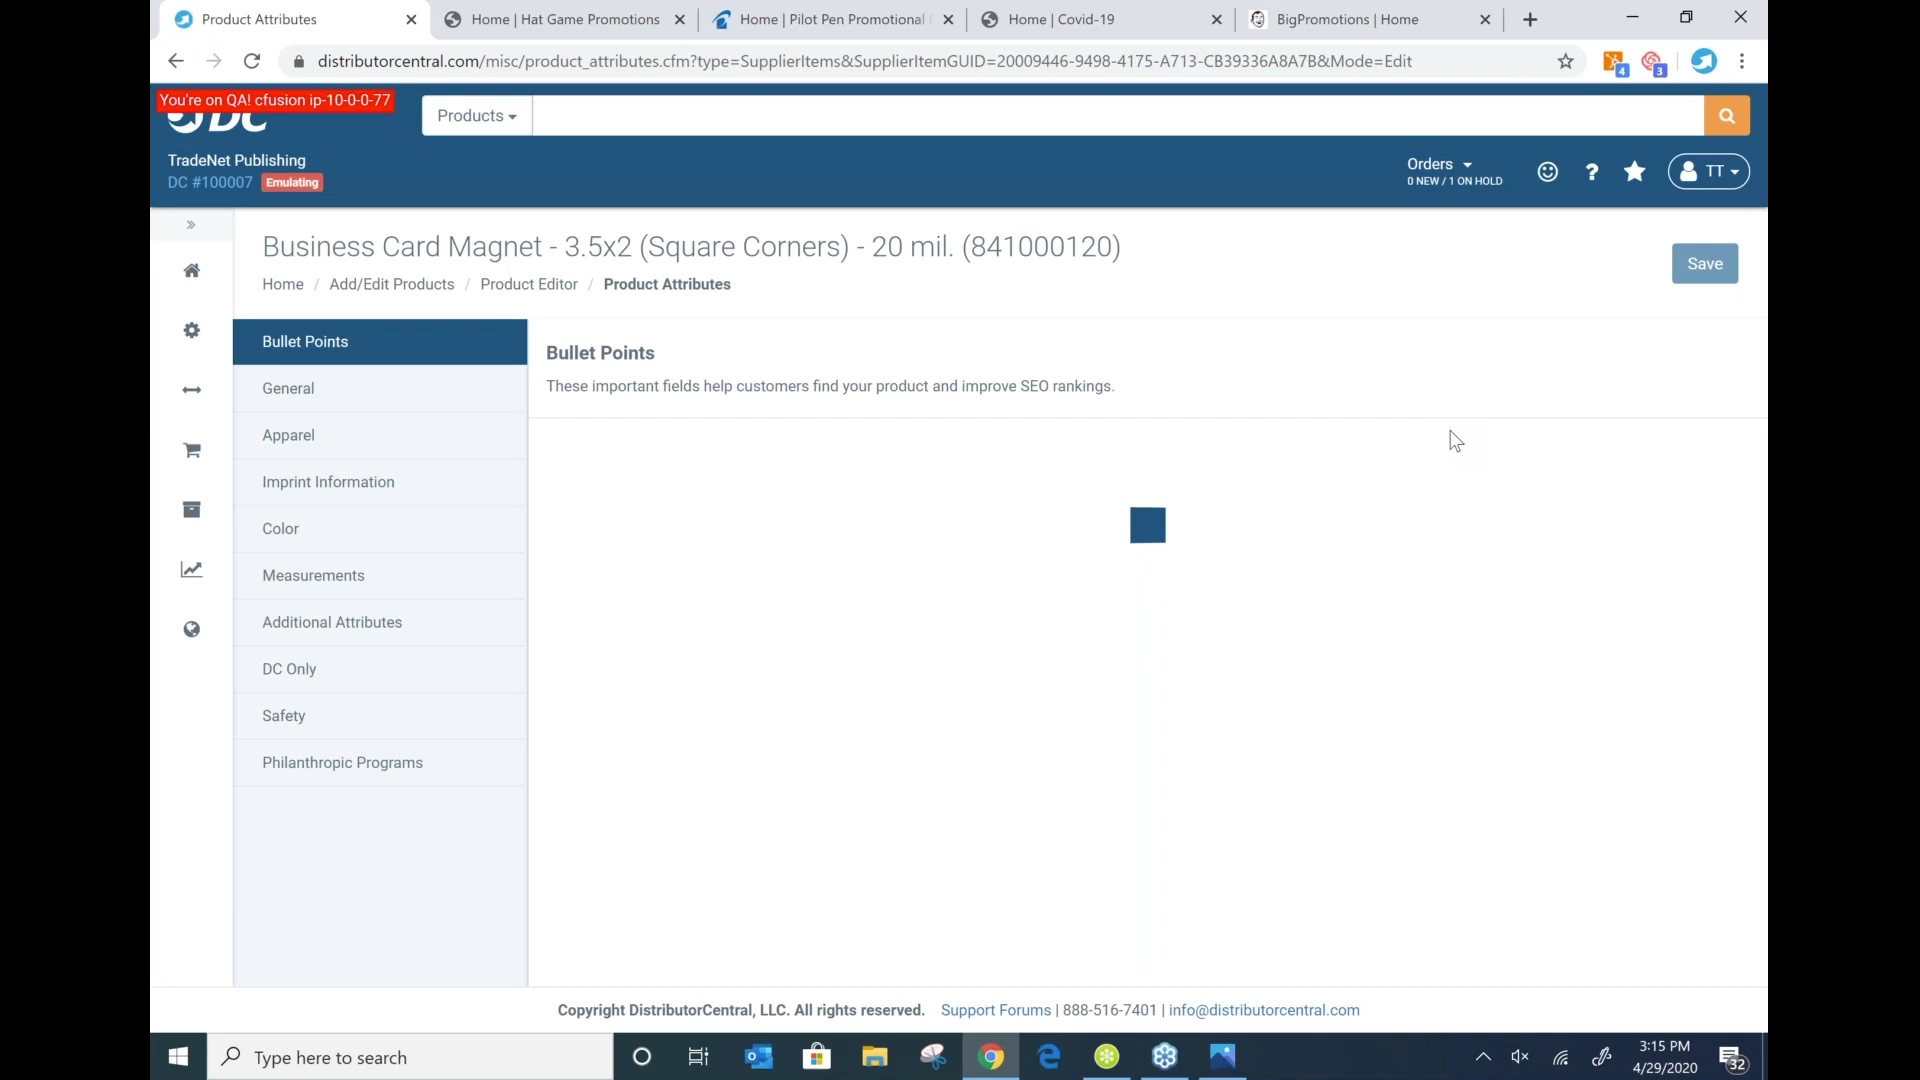 Product Attributes
Home | Hat Game Promotions
Home | Pilot Pen Promotional
Home | Covid-19
BigPromotions | Home
distributorcentral.com/misc/product_attributes.cfm?type=SupplierItems&SupplierItemGUID=20009446-9498-4175-A713-CB39336A8A7B&Mode=Edit
4
3
You're on QA! cfusion ip-10-0-0-77
DC
Products
TradeNet Publishing
DC #100007 Emulating
Orders
0 NEW / 1 ON HOLD
?
TT
Business Card Magnet - 3.5x2 (Square Corners) - 20 mil. (841000120)
Save
Home / Add/Edit Products / Product Editor / Product Attributes
Bullet Points
General
Apparel
Imprint Information
Color
Measurements
Additional Attributes
DC Only
Safety
Philanthropic Programs
Bullet Points
These important fields help customers find your product and improve SEO rankings.
Copyright DistributorCentral, LLC. All rights reserved. Support Forums | 888-516-7401 | info@distributorcentral.com
Type here to search
3:15 PM
4/29/2020
32